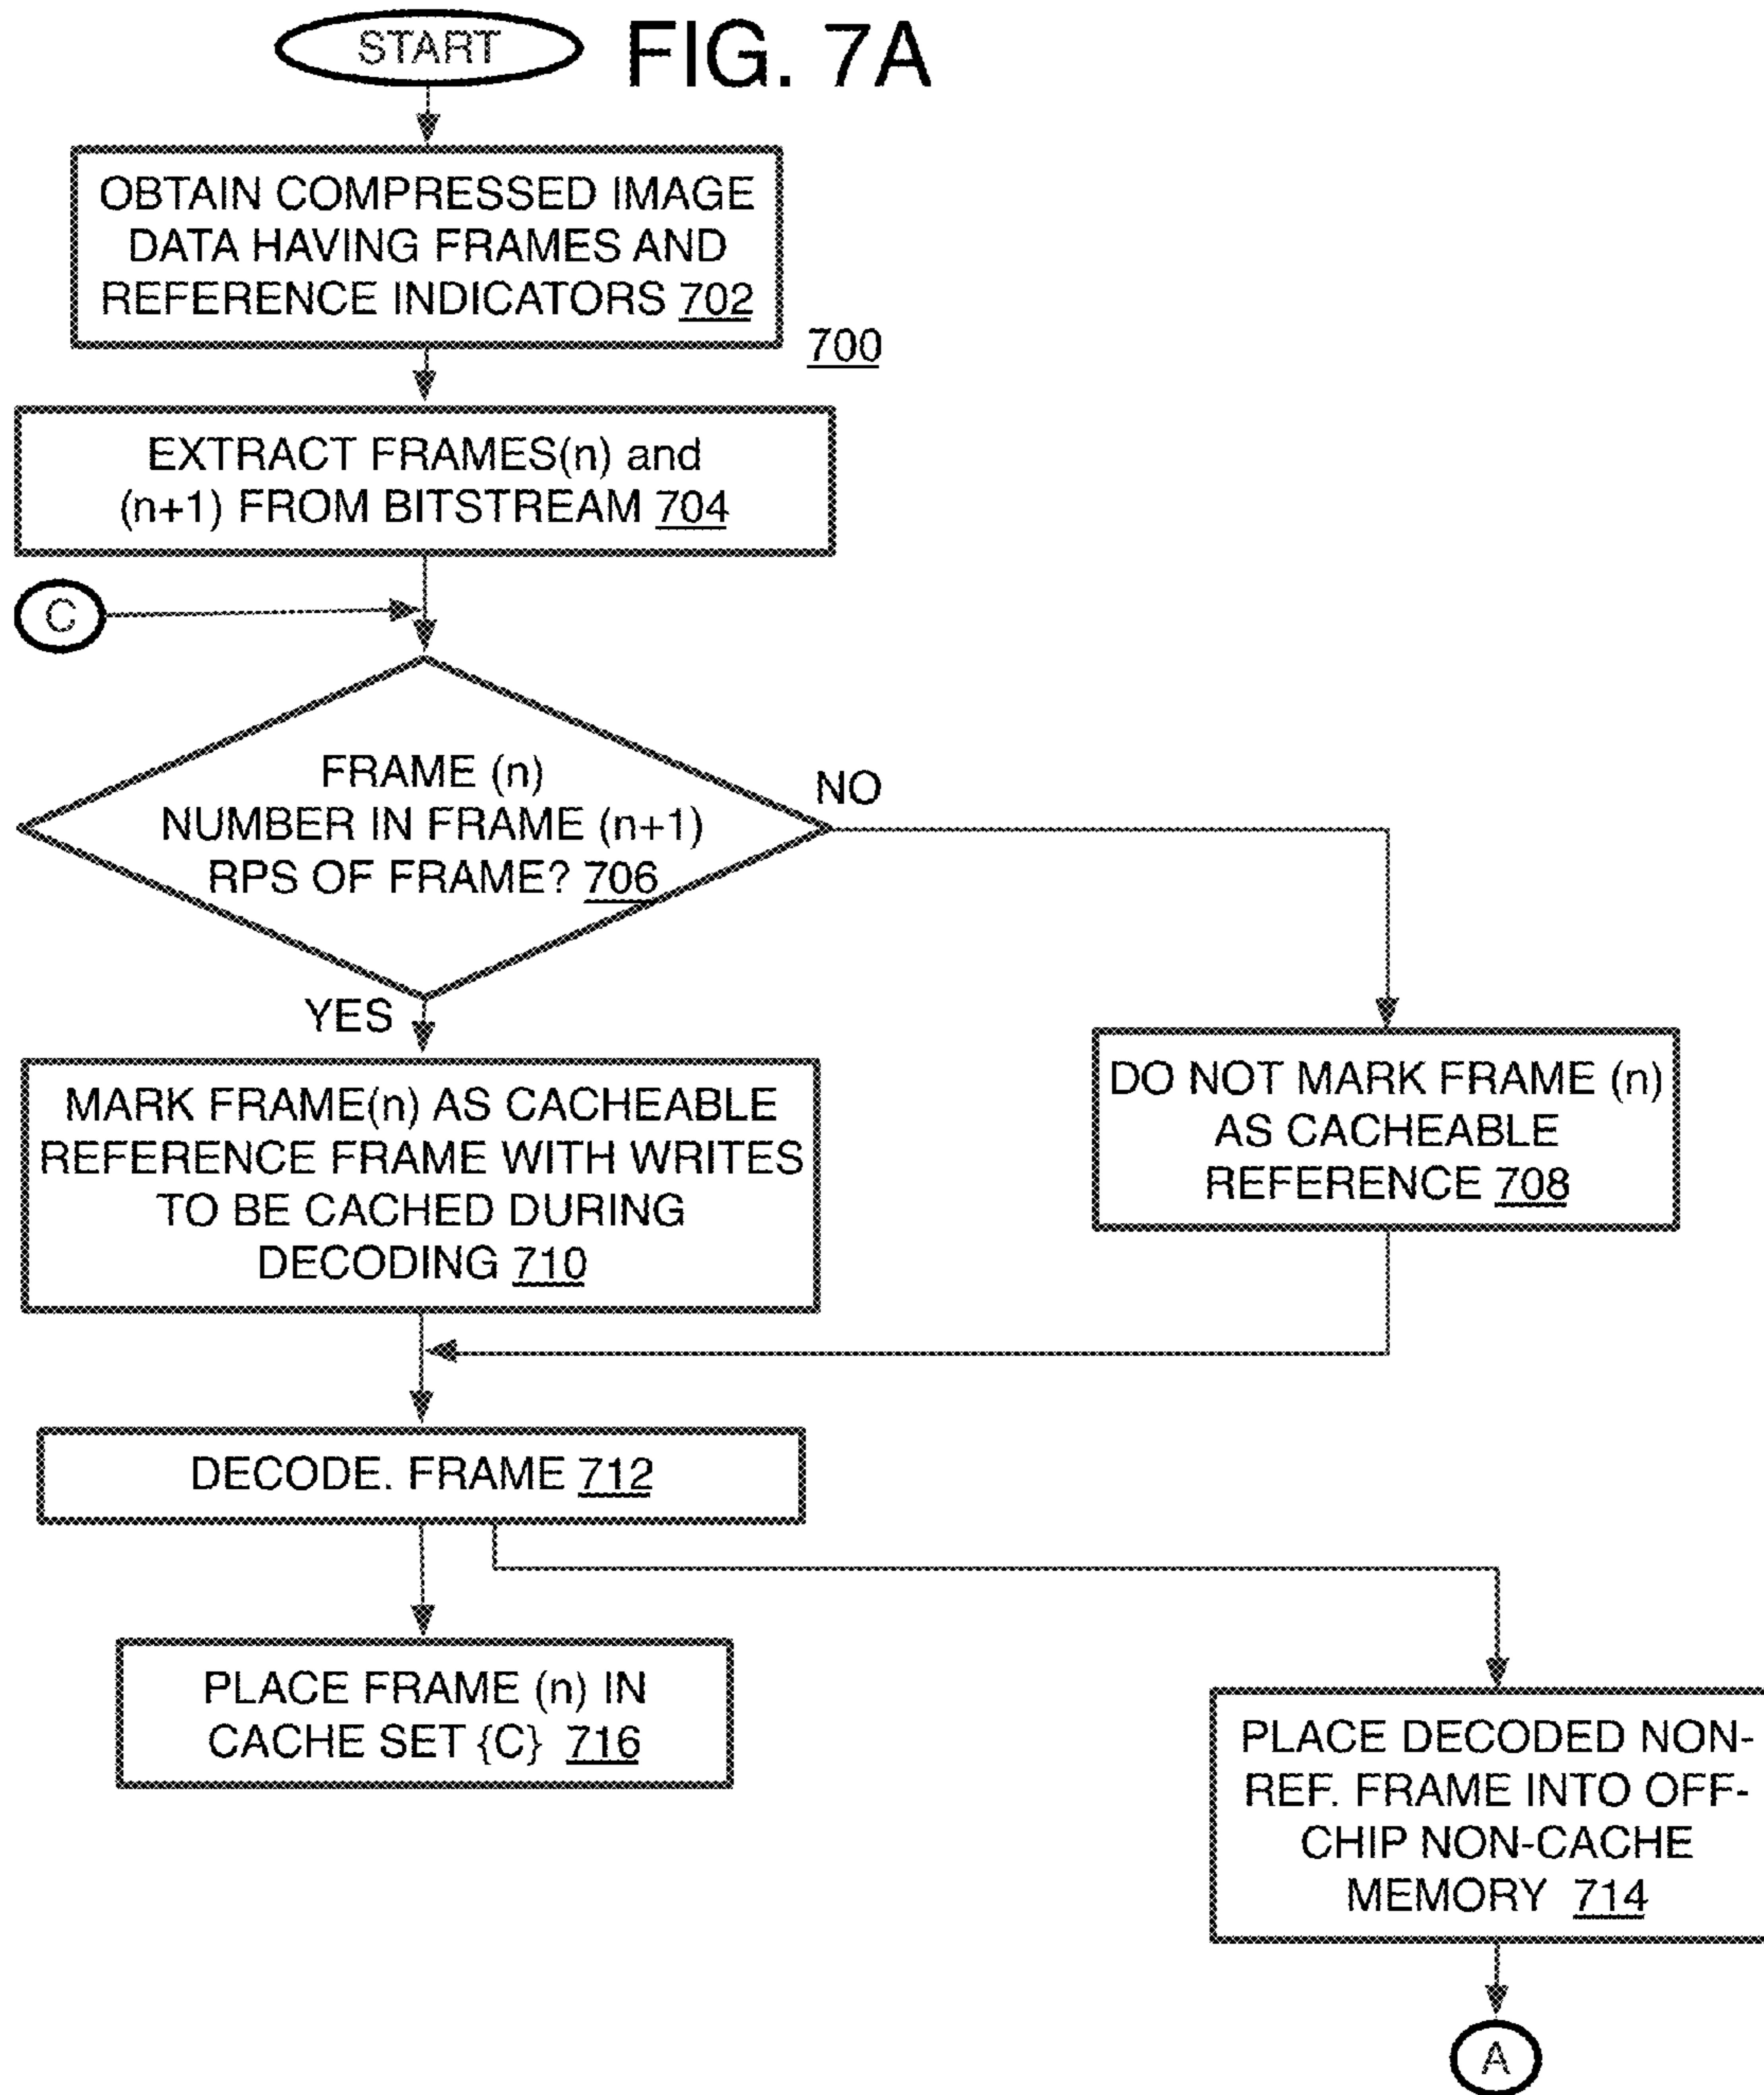 START
FIG. 7A
OBTAIN COMPRESSED IMAGE
DATA HAVING FRAMES AND
REFERENCE INDICATORS 702
700
EXTRACT FRAMES(n) and
(n+1) FROM BITSTREAM 704
C
FRAME (n)
NUMBER IN FRAME (n+1)
RPS OF FRAME? 706
NO
YES
MARK FRAME(n) AS CACHEABLE
REFERENCE FRAME WITH WRITES
TO BE CACHED DURING
DECODING 710
DO NOT MARK FRAME (n)
AS CACHEABLE
REFERENCE 708
DECODE. FRAME 712
PLACE FRAME (n) IN
CACHE SET {C} 716
PLACE DECODED NON-
REF. FRAME INTO OFF-
CHIP NON-CACHE
MEMORY 714
A